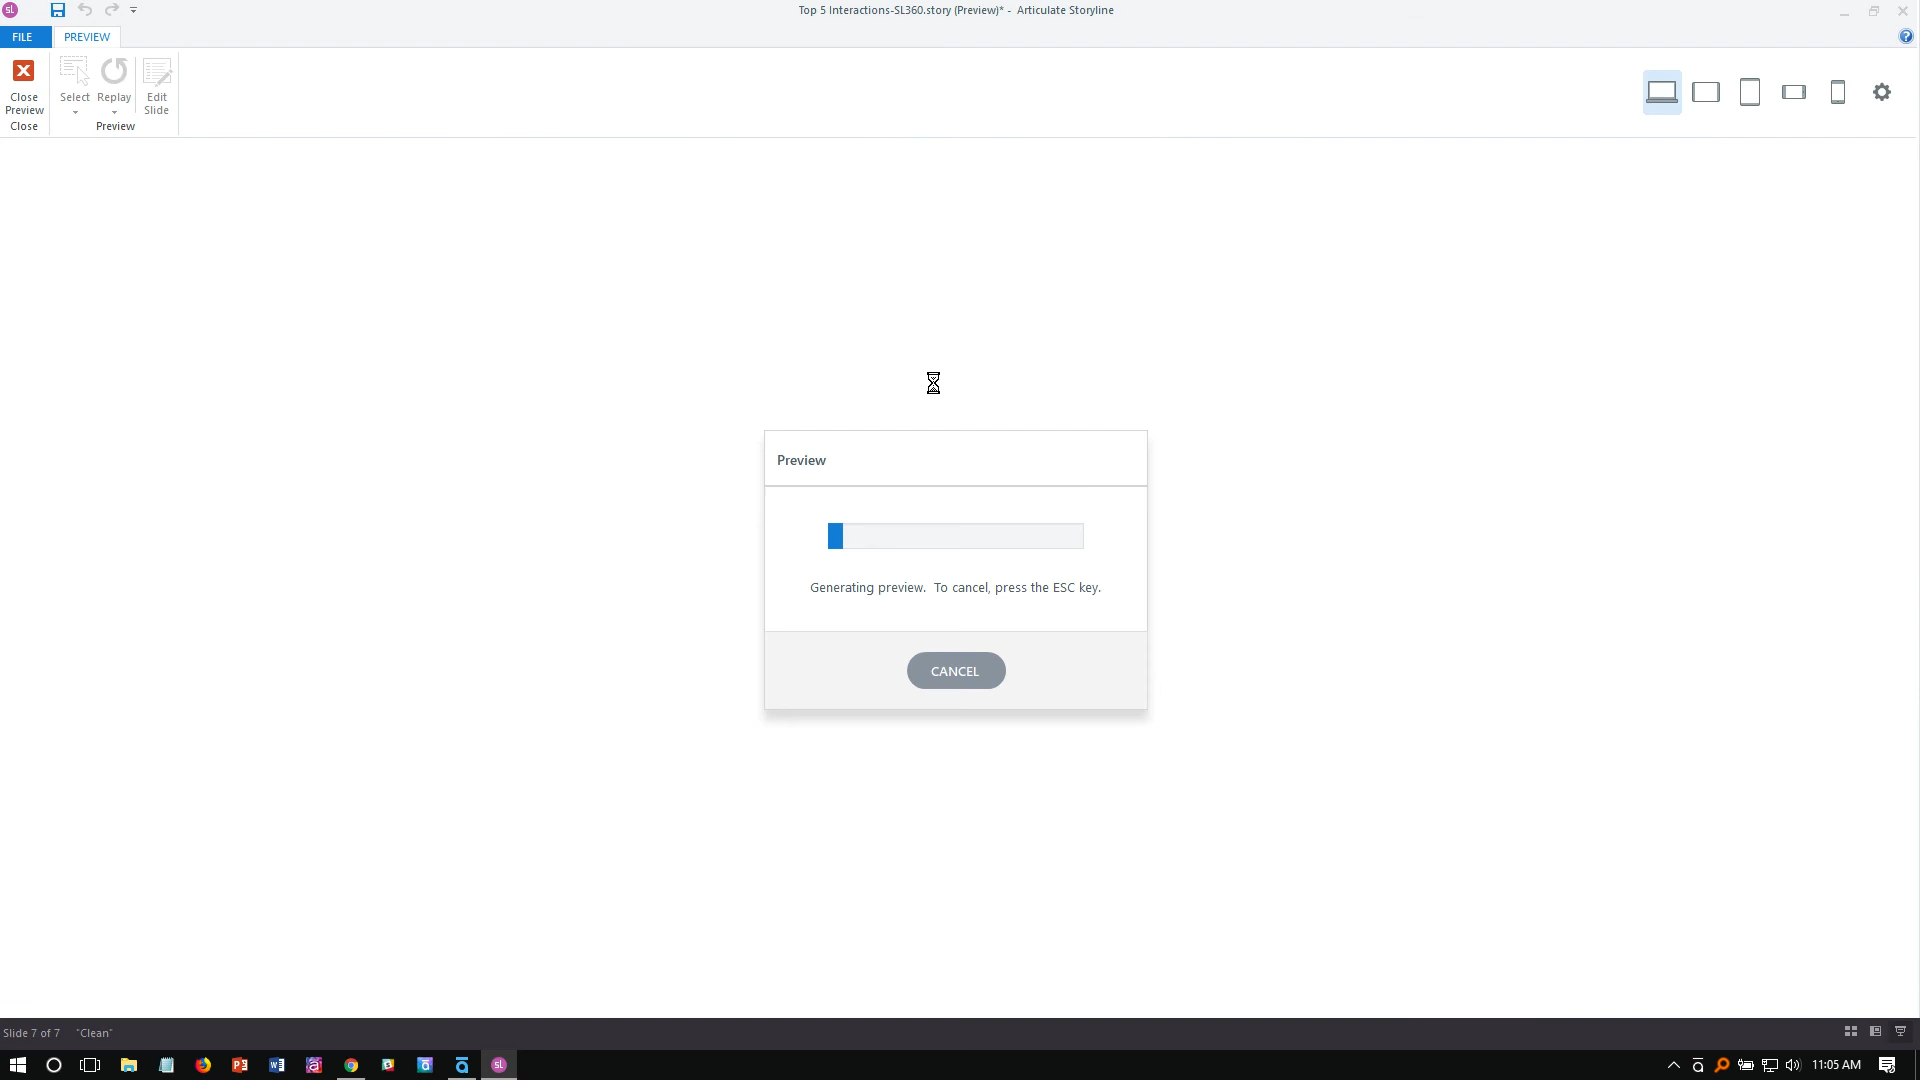 Top 5 Interactions-SL360.story (Preview)* - Articulate Storyline
FILE
PREVIEW
Close Preview
Select
Replay
Edit Slide
Close
Preview
Preview
Generating preview. To cancel, press the ESC key.
CANCEL
Slide 7 of 7
"Clean"
11:05 AM